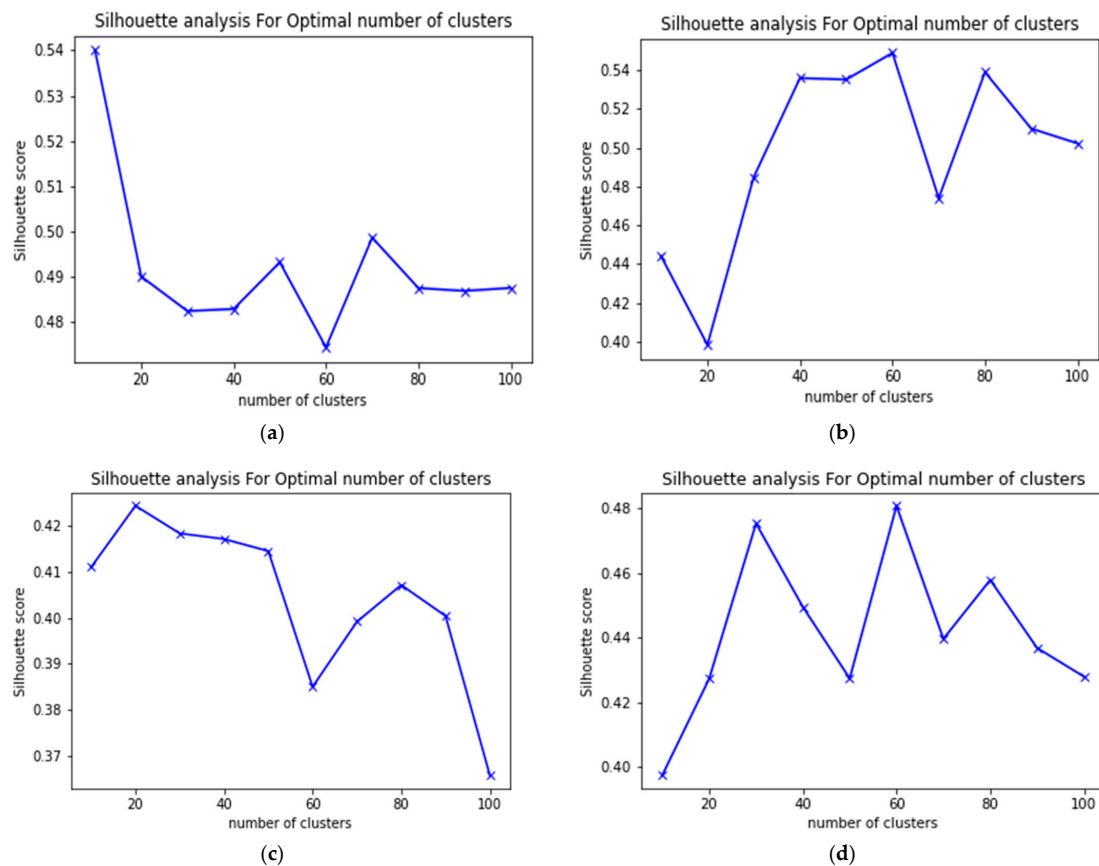 Silhouette analysis For Optimal number of clusters
Silhouette score
0.54
0.53
0.52
0.51
0.50
0.49
0.48
20 40 60 80 100
number of clusters
(a)
Silhouette analysis For Optimal number of clusters
Silhouette score
0.54
0.52
0.50
0.48
0.46
0.44
0.42
0.40
20 40 60 80 100
number of clusters
(b)
Silhouette analysis For Optimal number of clusters
Silhouette score
0.42
0.41
0.40
0.39
0.38
0.37
20 40 60 80 100
number of clusters
(c)
Silhouette analysis For Optimal number of clusters
Silhouette score
0.48
0.46
0.44
0.42
0.40
20 40 60 80 100
number of clusters
(d)